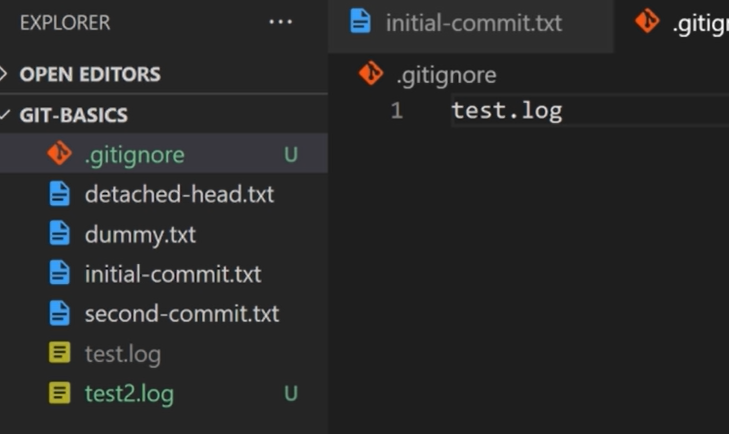 EXPLORER
...
OPEN EDITORS
GIT-BASICS
.gitignore U
detached-head.txt
dummy.txt
initial-commit.txt
second-commit.txt
test.log
test2.log U
initial-commit.txt
.gitig
.gitignore
1 test.log